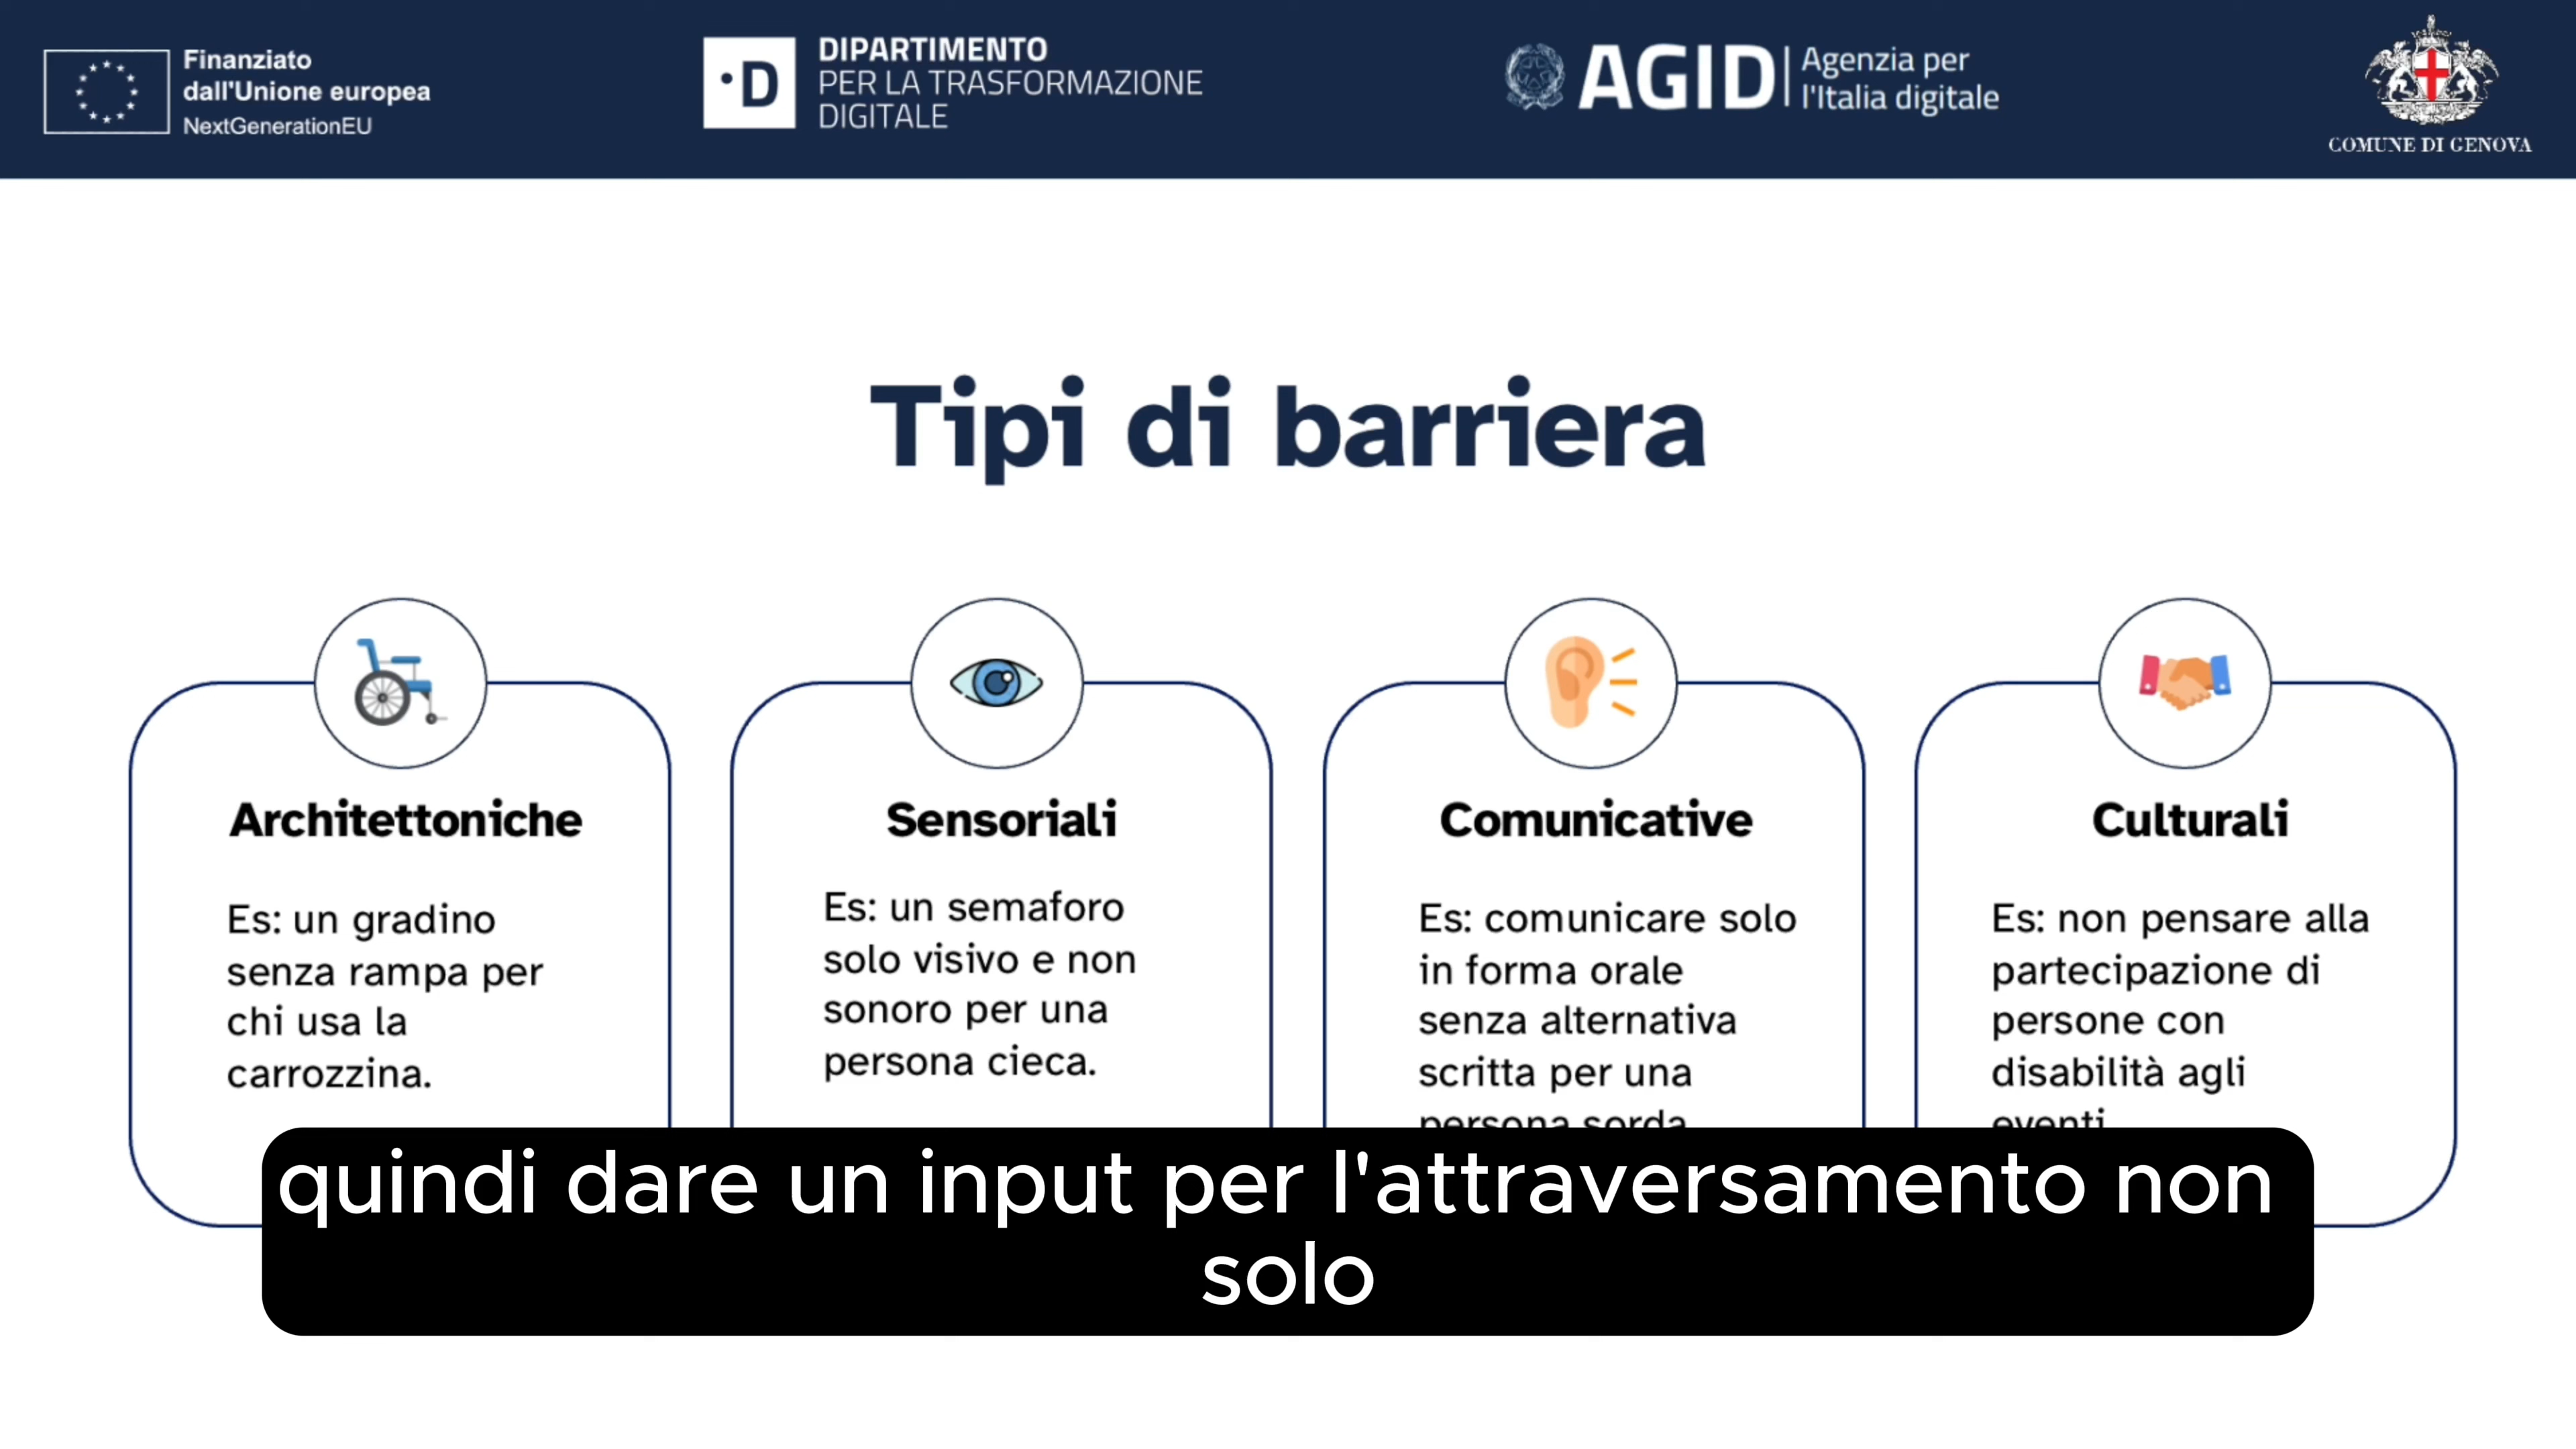 Finanziato
dall'Unione europea
NextGenerationEU
·D
DIPARTIMENTO
PER LA TRASFORMAZIONE
DIGITALE
AGID
Agenzia per
l'Italia digitale
COMUNE DI GENOVA
Tipi di barriera
Architettoniche
Es: un gradino
senza rampa per
chi usa la
carrozzina.
Sensoriali
Es: un semaforo
solo visivo e non
sonoro per una
persona cieca.
Comunicative
Es: comunicare solo
in forma orale
senza alternativa
scritta per una
persona sorda
Culturali
Es: non pensare alla
partecipazione di
persone con
disabilità agli
eventi
quindi dare un input per l'attraversamento non
solo